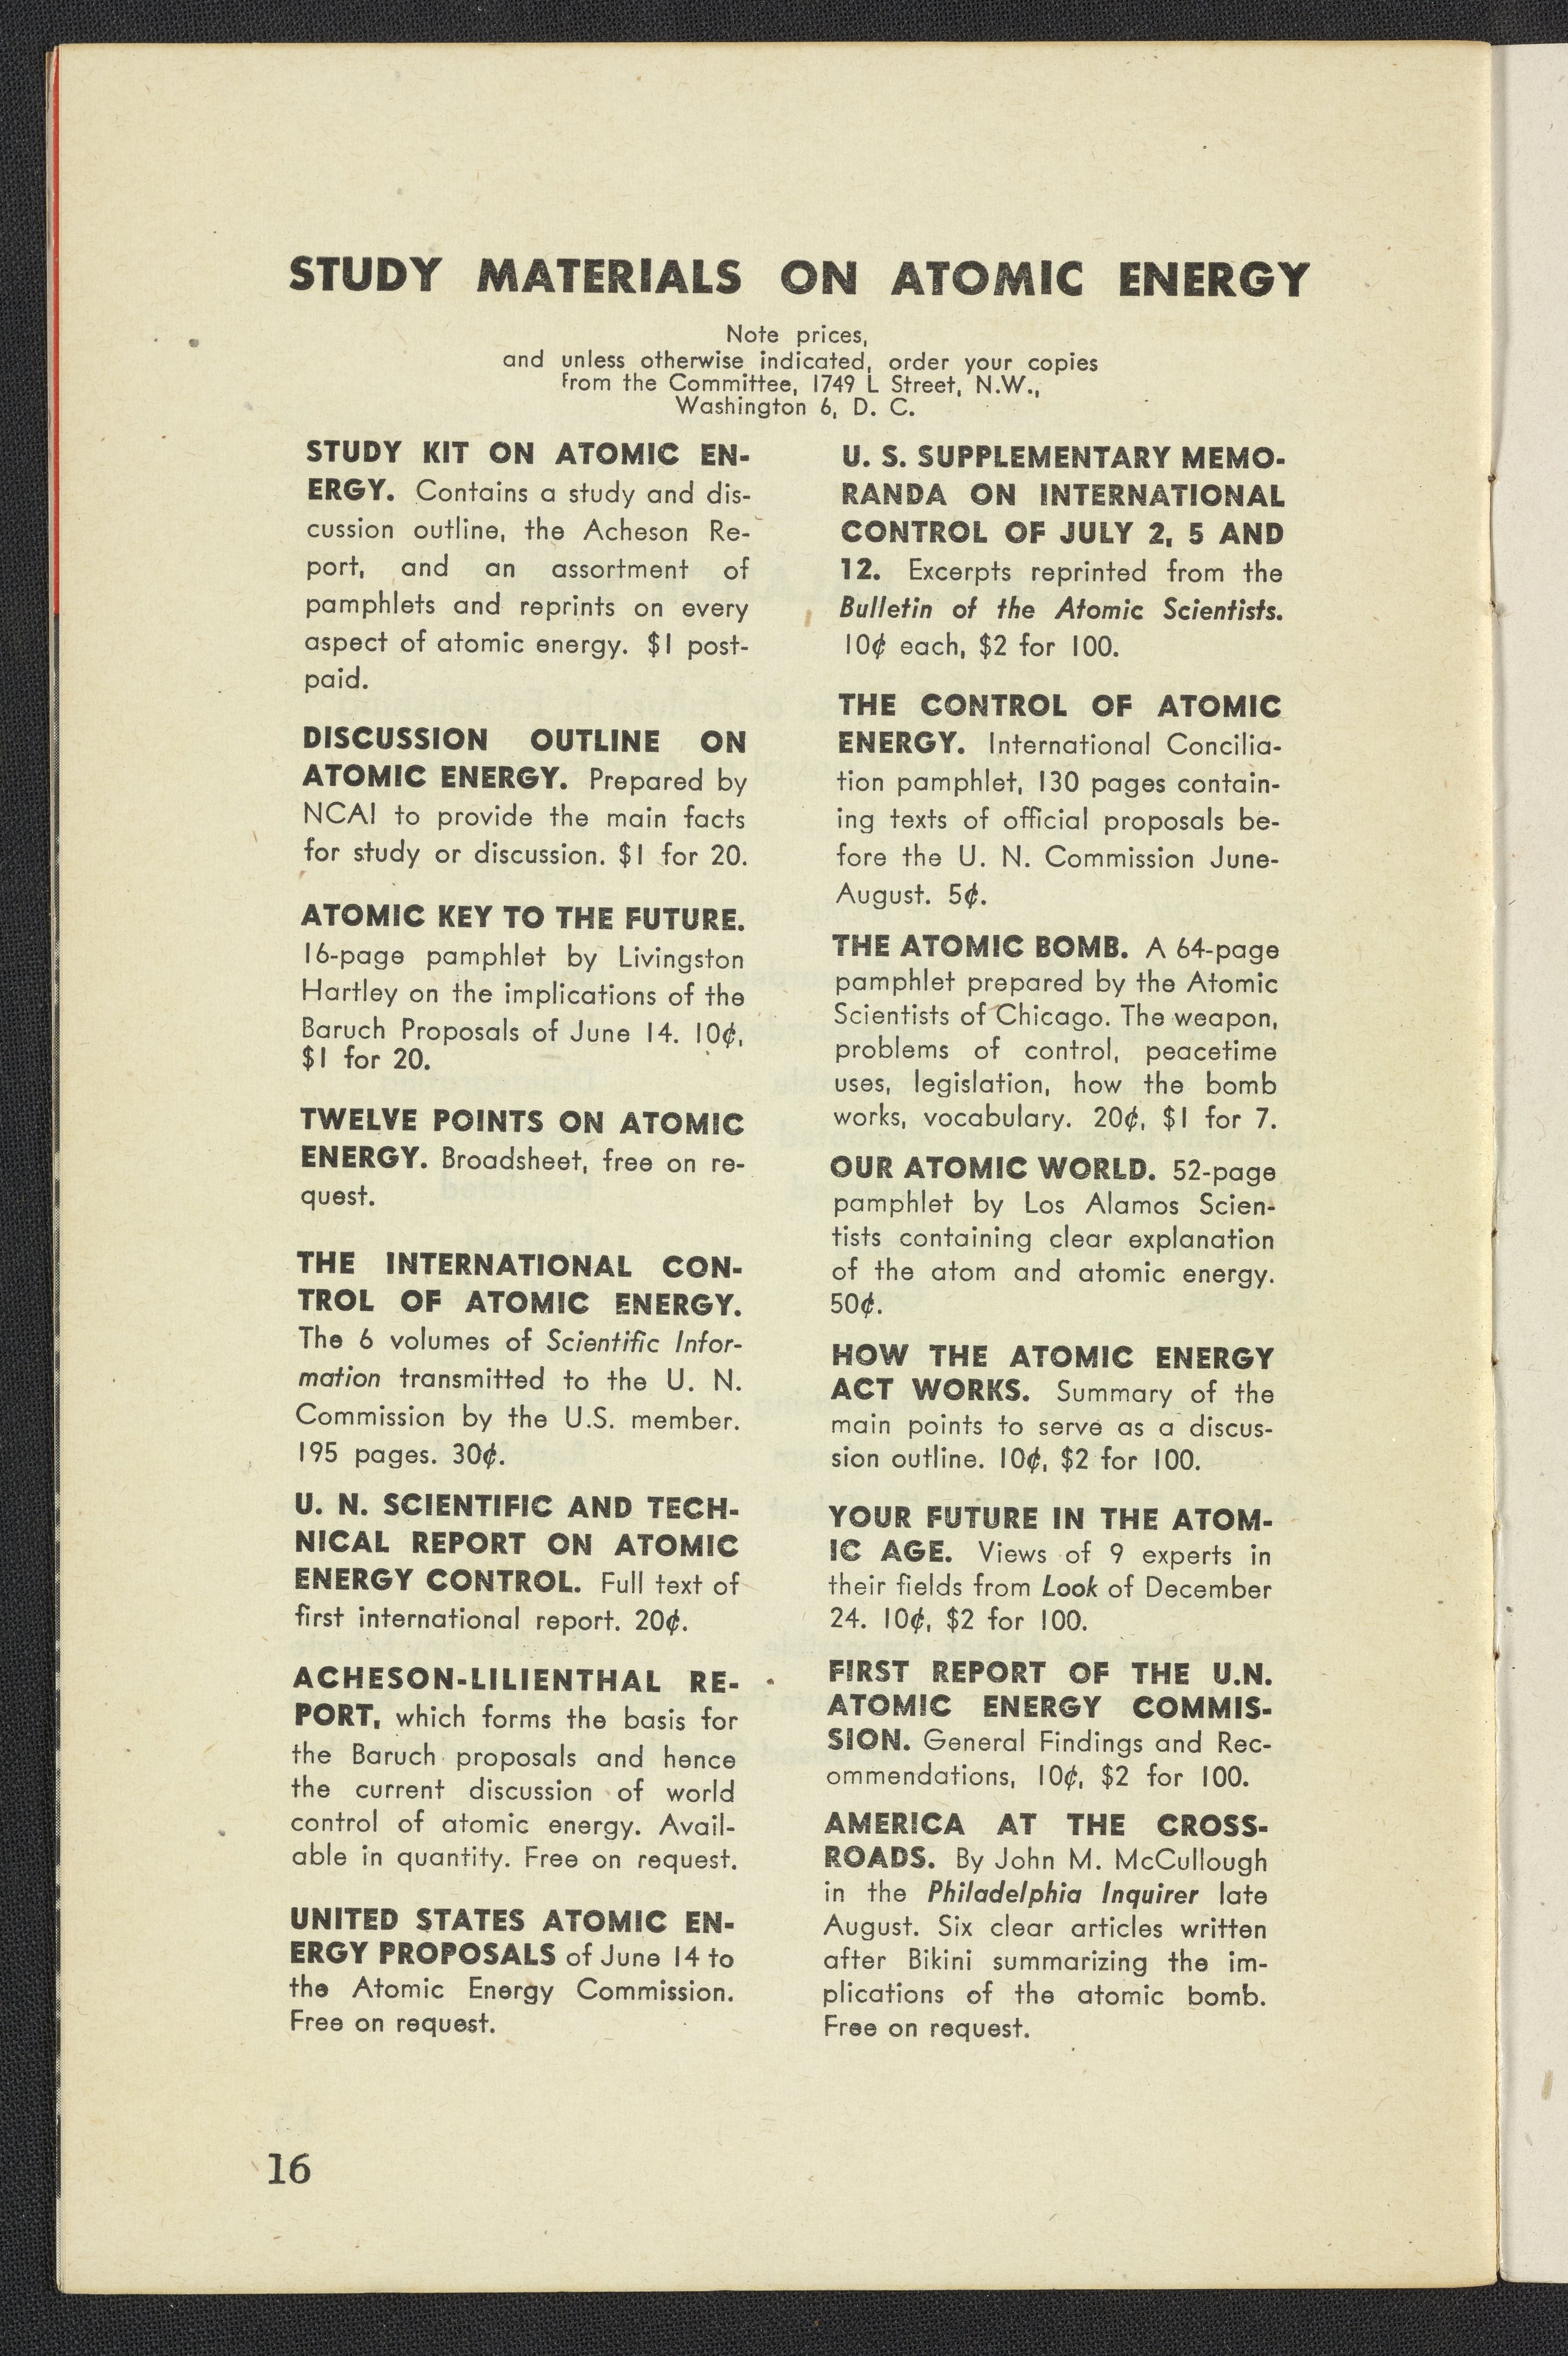 STUDY MATERIALS ON ATOMIC ENERGY
Note prices,
and unless otherwise indicated, order your copies
from the Committee, 1749 L Street, N.W.,
Washington 6, D. C.
STUDY KIT ON ATOMIC EN-
ERGY. Contains a study and dis-
cussion outline, the Acheson Re-
port, and an assortment of
pamphlets and reprints on every
aspect of atomic energy. $1 post-
paid.
DISCUSSION OUTLINE ON
ATOMIC ENERGY. Prepared by
NCAI to provide the main facts
for study or discussion. $1 for 20.
ATOMIC KEY TO THE FUTURE.
16-page pamphlet by Livingston
Hartley on the implications of the
Baruch Proposals of June 14. 10¢,
$1 for 20.
TWELVE POINTS ON ATOMIC
ENERGY. Broadsheet, free on re-
quest.
THE INTERNATIONAL CON-
TROL OF ATOMIC ENERGY.
The 6 volumes of Scientific Infor-
mation transmitted to the U. N.
Commission by the U.S. member.
195 pages. 30¢.
U. N. SCIENTIFIC AND TECH-
NICAL REPORT ON ATOMIC
ENERGY CONTROL. Full text of
first international report. 20¢.
ACHESON-LILIENTHAL RE-
PORT, which forms the basis for
the Baruch proposals and hence
the current discussion of world
control of atomic energy. Avail-
able in quantity. Free on request.
UNITED STATES ATOMIC EN-
ERGY PROPOSALS of June 14 to
the Atomic Energy Commission.
Free on request.
U. S. SUPPLEMENTARY MEMO-
RANDA ON INTERNATIONAL
CONTROL OF JULY 2, 5 AND
12. Excerpts reprinted from the
Bulletin of the Atomic Scientists.
10¢ each, $2 for 100.
THE CONTROL OF ATOMIC
ENERGY. International Concilia-
tion pamphlet, 130 pages contain-
ing texts of official proposals be-
fore the U. N. Commission June-
August. 5¢.
THE ATOMIC BOMB. A 64-page
pamphlet prepared by the Atomic
Scientists of Chicago. The weapon,
problems of control, peacetime
uses, legislation, how the bomb
works, vocabulary. 20¢, $1 for 7.
OUR ATOMIC WORLD. 52-page
pamphlet by Los Alamos Scien-
tists containing clear explanation
of the atom and atomic energy.
50¢.
HOW THE ATOMIC ENERGY
ACT WORKS. Summary of the
main points to serve as a discus-
sion outline. 10¢, $2 for 100.
YOUR FUTURE IN THE ATOM-
IC AGE. Views of 9 experts in
their fields from Look of December
24. 10¢, $2 for 100.
FIRST REPORT OF THE U.N.
ATOMIC ENERGY COMMIS-
SION. General Findings and Rec-
ommendations, 10¢, $2 for 100.
AMERICA AT THE CROSS-
ROADS. By John M. McCullough
in the Philadelphia Inquirer late
August. Six clear articles written
after Bikini summarizing the im-
plications of the atomic bomb.
Free on request.
16